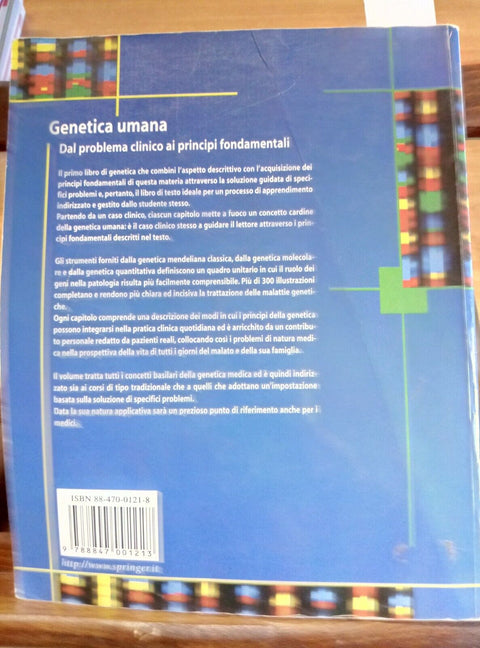 Genetica umana
Dal problema clinico ai principi fondamentali
Il primo libro di genetica che combini l'aspetto descrittivo con l'acquisizione dei
principi fondamentali di questa materia attraverso la soluzione guidata di speci-
fici problemi e, pertanto, il libro di testo ideale per un processo di apprendimento
indirizzato e gestito dallo studente stesso.
Partendo da un caso clinico, ciascun capitolo mette a fuoco un concetto cardine
della genetica umana: è il caso clinico stesso a guidare il lettore attraverso i prin-
cipi fondamentali descritti nel testo.
Gli strumenti forniti dalla genetica mendeliana classica, dalla genetica molecola-
re e dalla genetica quantitativa definiscono un quadro unitario in cui il ruolo dei
geni nella patologia risulta più facilmente comprensibile. Più di 300 illustrazioni
completano e rendono più chiara ed incisiva la trattazione delle malattie geneti-
che.
Ogni capitolo comprende una descrizione dei modi in cui i principi della genetica
possono integrarsi nella pratica clinica quotidiana ed è arricchito da un contribu-
to personale redatto da pazienti reali, collocando così i problemi di natura medi-
ca nella prospettiva della vita di tutti i giorni del malato e della sua famiglia.
Il volume tratta tutti i concetti basilari della genetica medica ed è quindi indiriz-
zato sia ai corsi di tipo tradizionale che a quelli che adottano un'impostazione
basata sulla soluzione di specifici problemi.
Data la sua natura applicativa sarà un prezioso punto di riferimento anche per i
medici.
ISBN 88-470-0121-8
9 788847 001213
http://www.springer.it